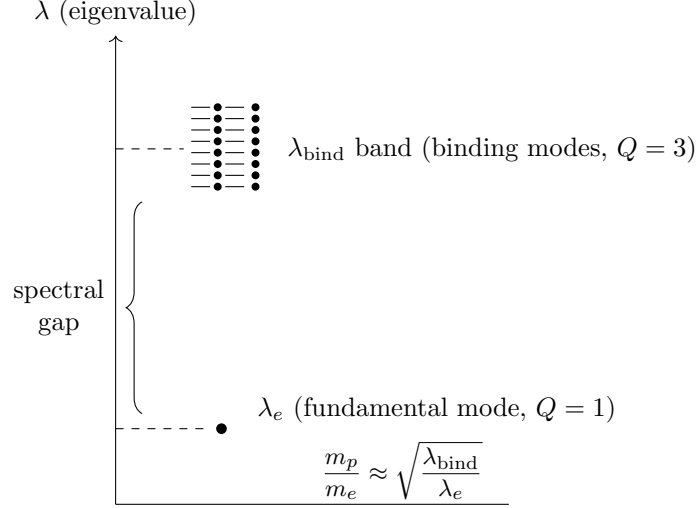 λ (eigenvalue)
λ_bind band (binding modes, Q = 3)
spectral
gap
λ_e (fundamental mode, Q = 1)
m_p/m_e ≈ √(λ_bind/λ_e)